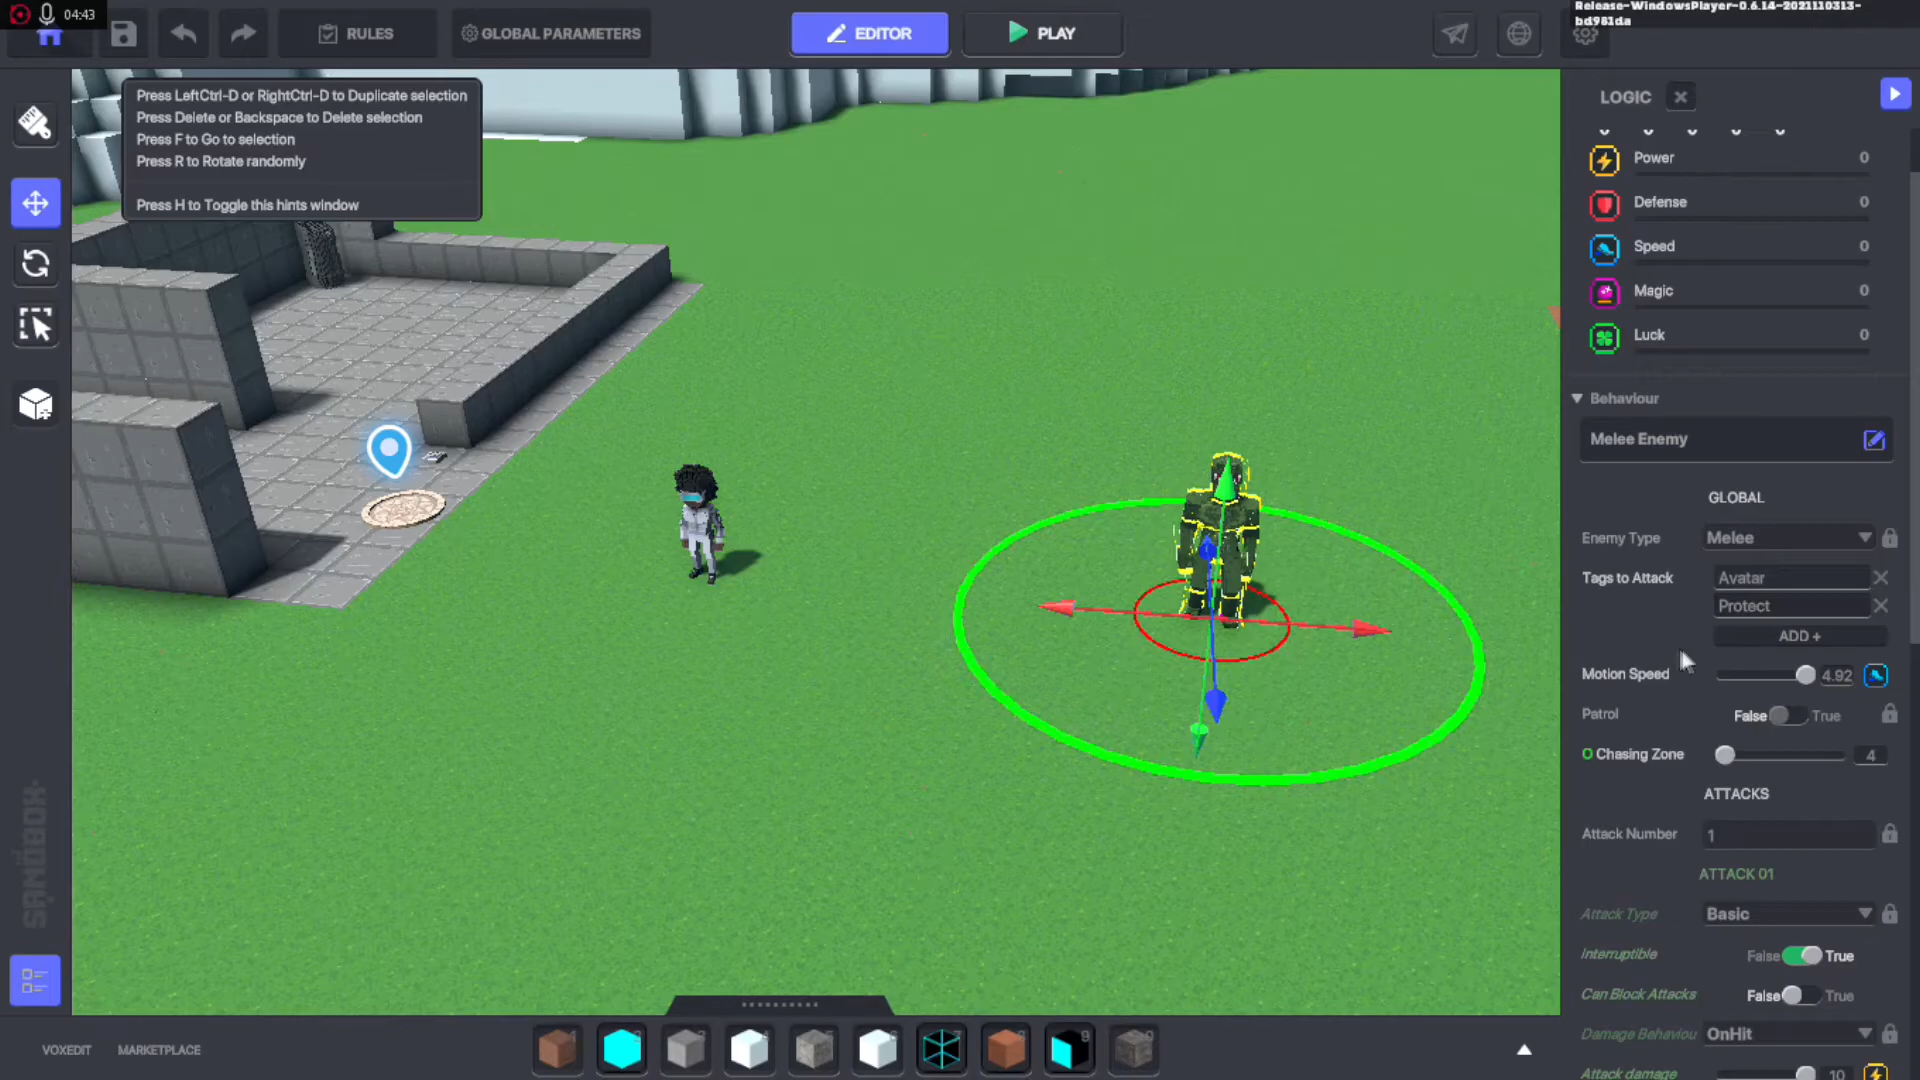 04:43
RULES
GLOBAL PARAMETERS
EDITOR
PLAY
Release-WindowsPlayer-0.6.14-2021110313-
bd981da
Press LeftCtrl-D or RightCtrl-D to Duplicate selection
Press Delete or Backspace to Delete selection
Press F to Go to selection
Press R to Rotate randomly
Press H to Toggle this hints window
LOGIC
Power 0
Defense 0
Speed 0
Magic 0
Luck 0
Behaviour
Melee Enemy
GLOBAL
Enemy Type Melee
Tags to Attack Avatar
Protect
ADD +
Motion Speed 4.92
Patrol False True
Chasing Zone 4
ATTACKS
Attack Number 1
ATTACK 01
Attack Type Basic
Interruptible False True
Can Block Attacks False True
Damage Behaviou OnHit
Attack damage 10
SANDBOX
VOXEDIT
MARKETPLACE